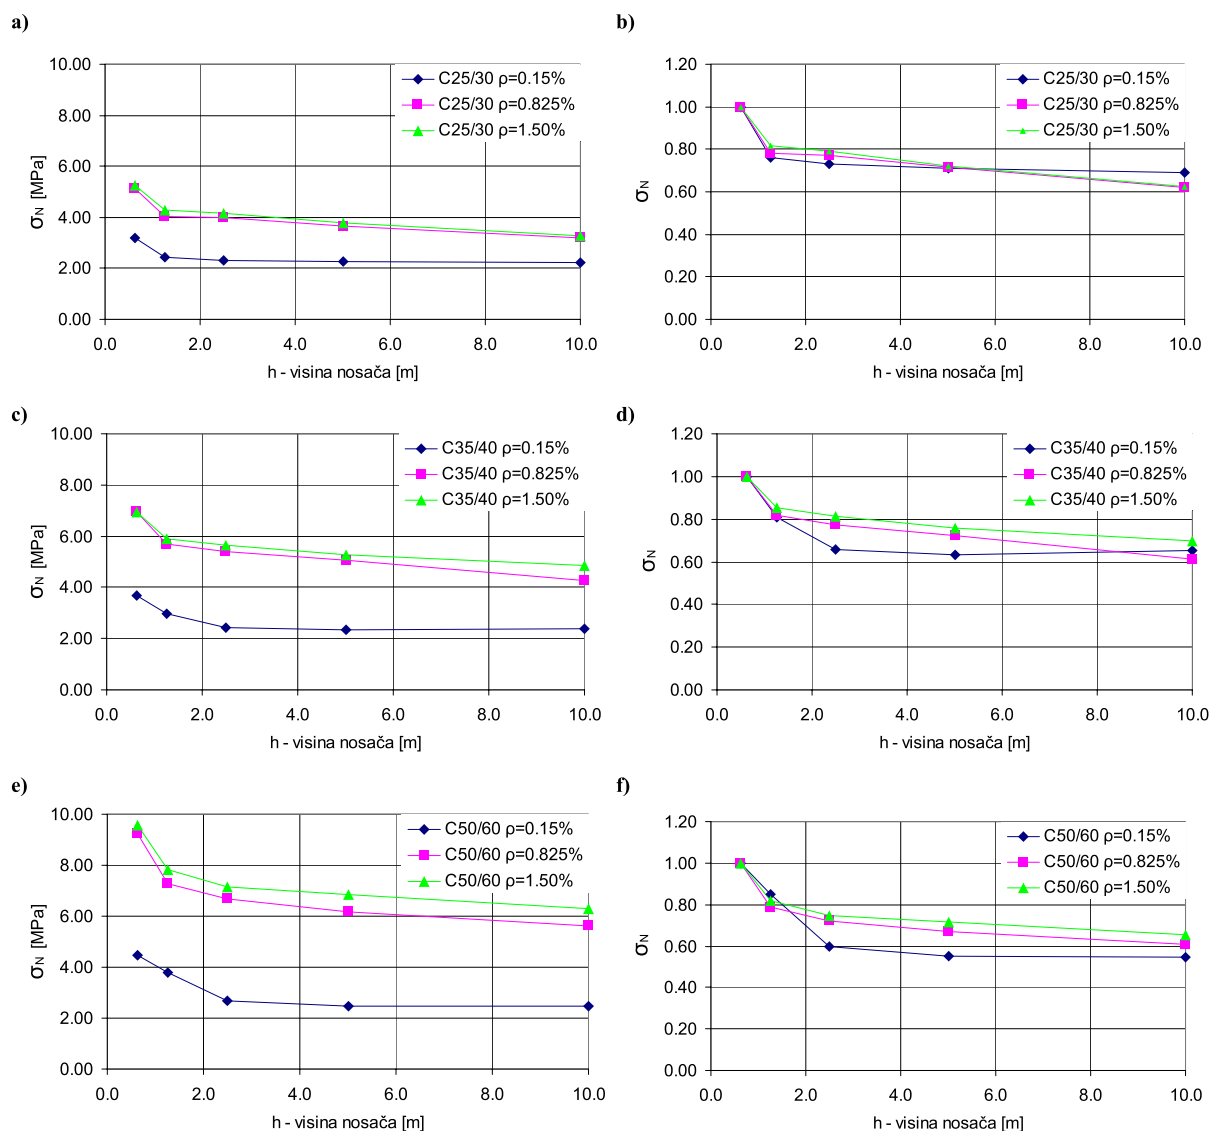 a)
10.00
8.00
6.00
4.00
2.00
0.00
σN [MPa]
C25/30 ρ=0.15%
C25/30 ρ=0.825%
C25/30 ρ=1.50%
0.0 2.0 4.0 6.0 8.0 10.0
h - visina nosača [m]
b)
1.20
1.00
0.80
0.60
0.40
0.20
0.00
σN
C25/30 ρ=0.15%
C25/30 ρ=0.825%
C25/30 ρ=1.50%
0.0 2.0 4.0 6.0 8.0 10.0
h - visina nosača [m]
c)
10.00
8.00
6.00
4.00
2.00
0.00
σN [MPa]
C35/40 ρ=0.15%
C35/40 ρ=0.825%
C35/40 ρ=1.50%
0.0 2.0 4.0 6.0 8.0 10.0
h - visina nosača [m]
d)
1.20
1.00
0.80
0.60
0.40
0.20
0.00
σN
C35/40 ρ=0.15%
C35/40 ρ=0.825%
C35/40 ρ=1.50%
0.0 2.0 4.0 6.0 8.0 10.0
h - visina nosača [m]
e)
10.00
8.00
6.00
4.00
2.00
0.00
σN [MPa]
C50/60 ρ=0.15%
C50/60 ρ=0.825%
C50/60 ρ=1.50%
0.0 2.0 4.0 6.0 8.0 10.0
h - visina nosača [m]
f)
1.20
1.00
0.80
0.60
0.40
0.20
0.00
σN
C50/60 ρ=0.15%
C50/60 ρ=0.825%
C50/60 ρ=1.50%
0.0 2.0 4.0 6.0 8.0 10.0
h - visina nosača [m]